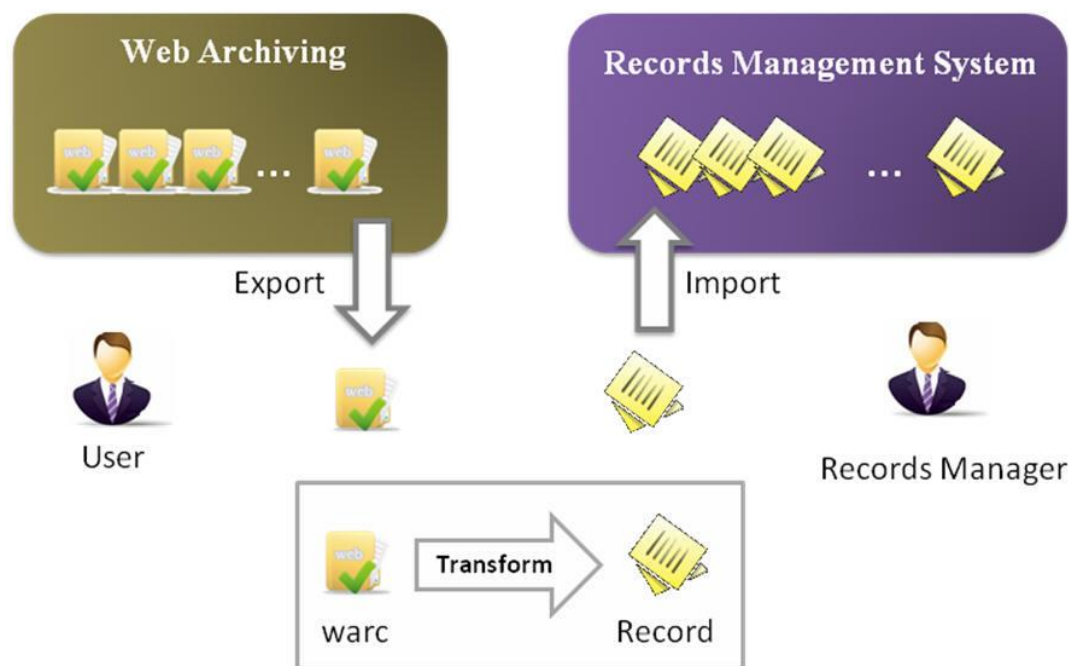 Web Archiving
Records Management System
web web web ... web
...
Export
Import
web
User
Records Manager
web
Transform
warc
Record